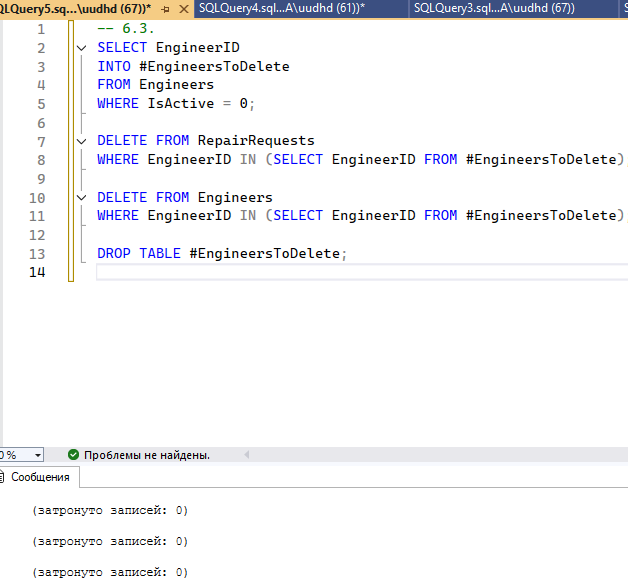 QLQuery5.sq...\uudhd (67))*
SQLQuery4.sql...A\uudhd (61))*
SQLQuery3.sql...A\uudhd (67))
1 -- 6.3.
2 SELECT EngineerID
3 INTO #EngineersToDelete
4 FROM Engineers
5 WHERE IsActive = 0;
6
7 DELETE FROM RepairRequests
8 WHERE EngineerID IN (SELECT EngineerID FROM #EngineersToDelete)
9
10 DELETE FROM Engineers
11 WHERE EngineerID IN (SELECT EngineerID FROM #EngineersToDelete)
12
13 DROP TABLE #EngineersToDelete;
14
0 %
Проблемы не найдены.
Сообщения
(затронуто записей: 0)
(затронуто записей: 0)
(затронуто записей: 0)